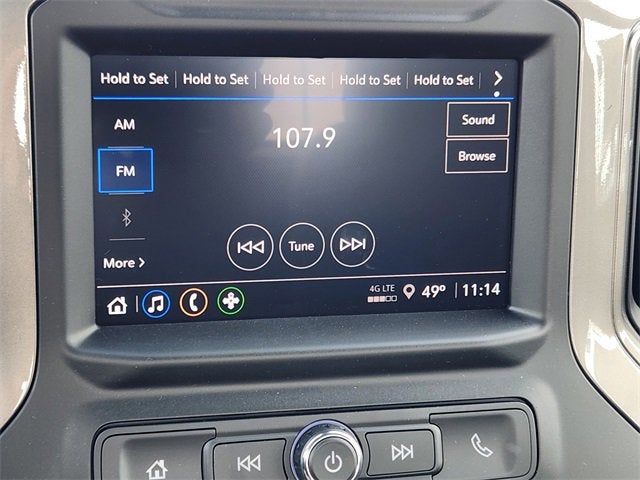 Hold to Set Hold to Set Hold to Set Hold to Set Hold to Set >
AM
107.9
Sound
FM
Browse
Tune
More >
4G LTE
49° 11:14